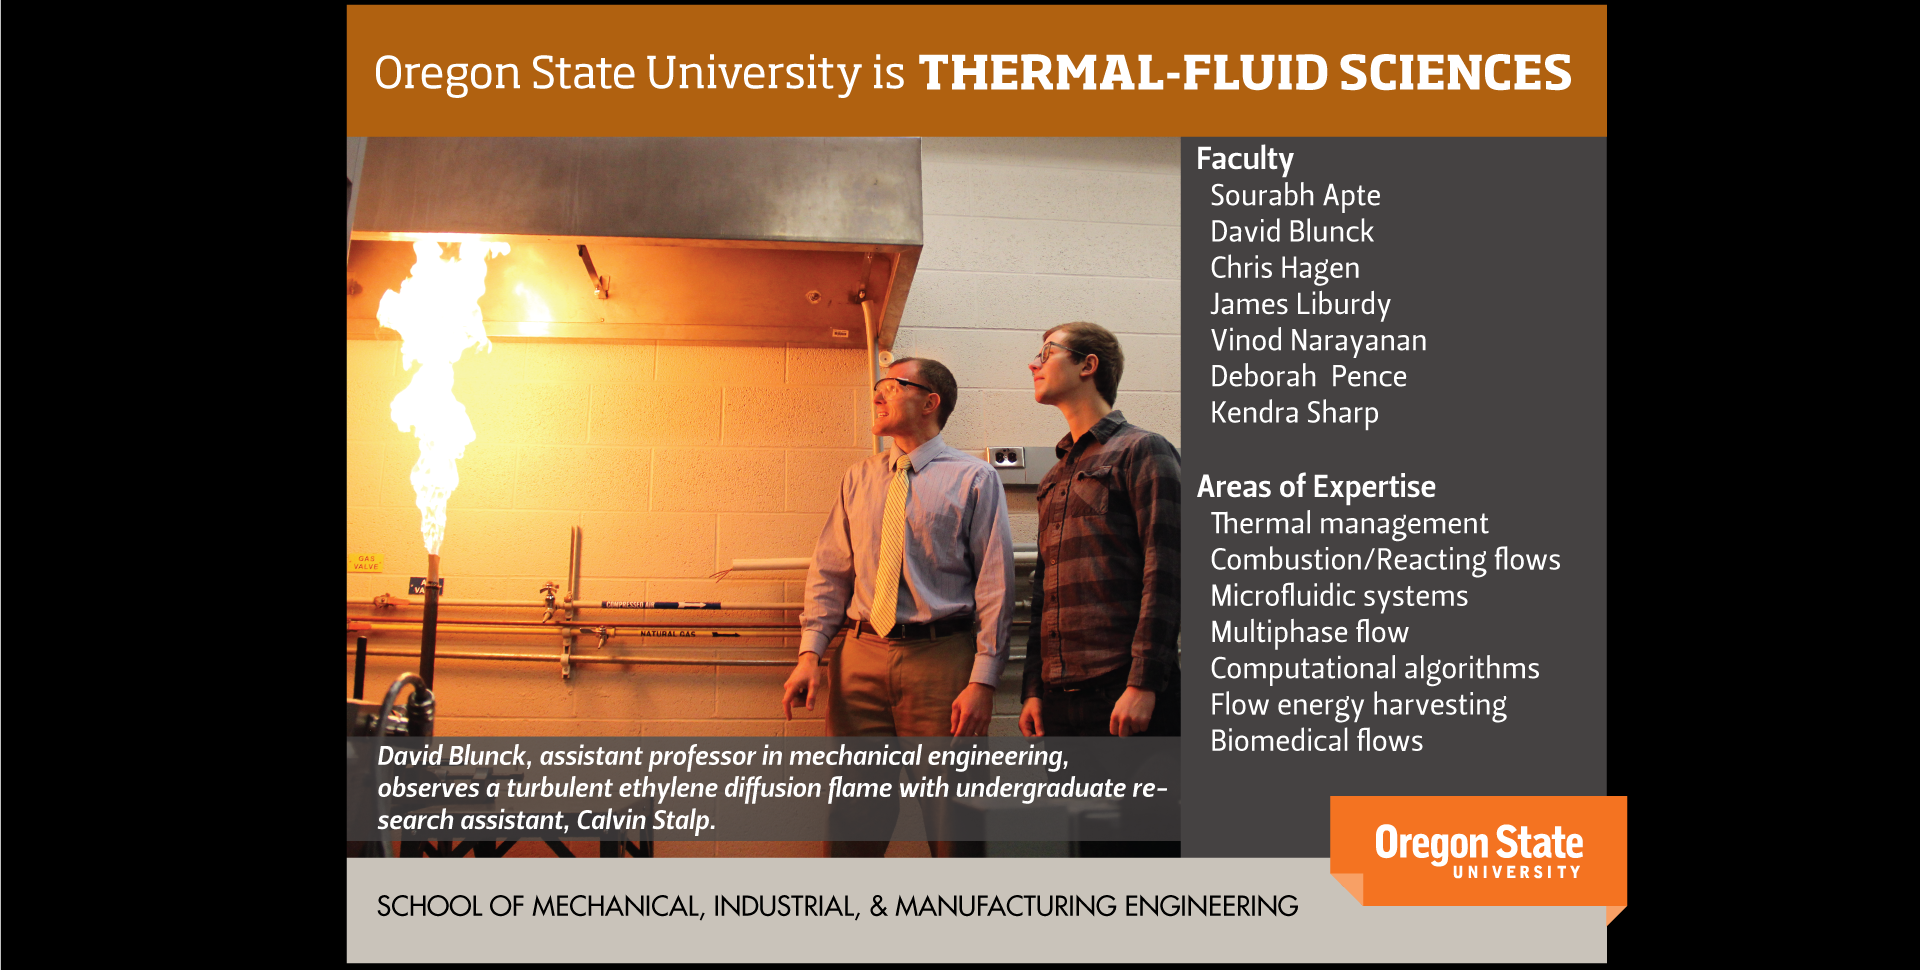 Oregon State University is THERMAL-FLUID SCIENCES
Faculty
Sourabh Apte
David Blunck
Chris Hagen
James Liburdy
Vinod Narayanan
Deborah Pence
Kendra Sharp
Areas of Expertise
Thermal management
Combustion/Reacting flows
Microfluidic systems
Multiphase flow
Computational algorithms
Flow energy harvesting
Biomedical flows
GAS
VALVE
COMPRESSED AIR
NATURAL GAS
David Blunck, assistant professor in mechanical engineering,
observes a turbulent ethylene diffusion flame with undergraduate re-
search assistant, Calvin Stalp.
Oregon State
UNIVERSITY
SCHOOL OF MECHANICAL, INDUSTRIAL, & MANUFACTURING ENGINEERING